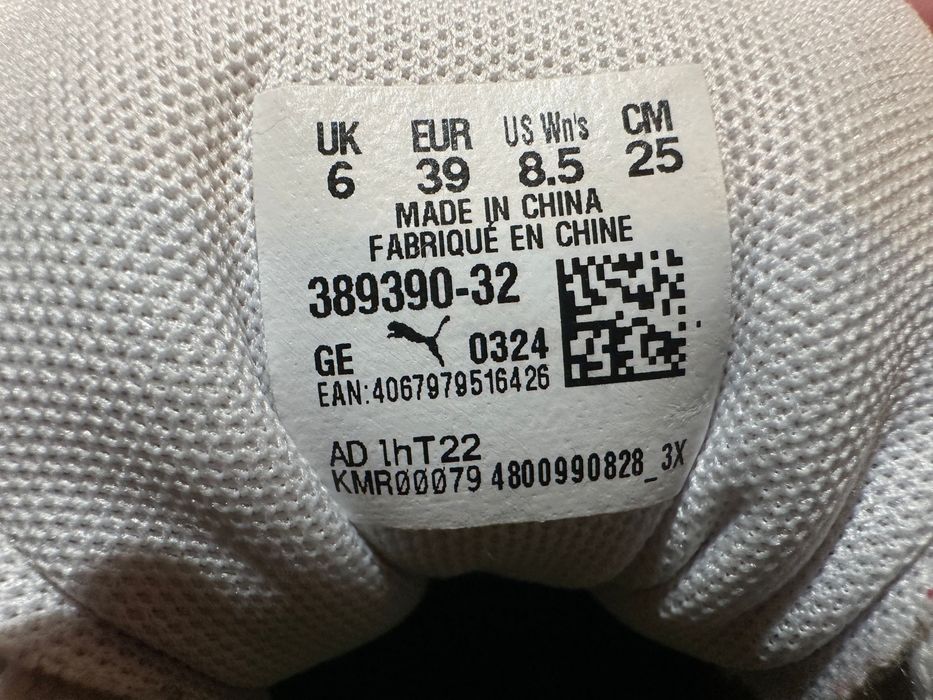 UK EUR US Wn's CM
6 39 8.5 25
MADE IN CHINA
FABRIQUÉ EN CHINE
389390-32
GE 0324
EAN:4067979516426
AD 1hT22
KMR00079 4800990828_3X